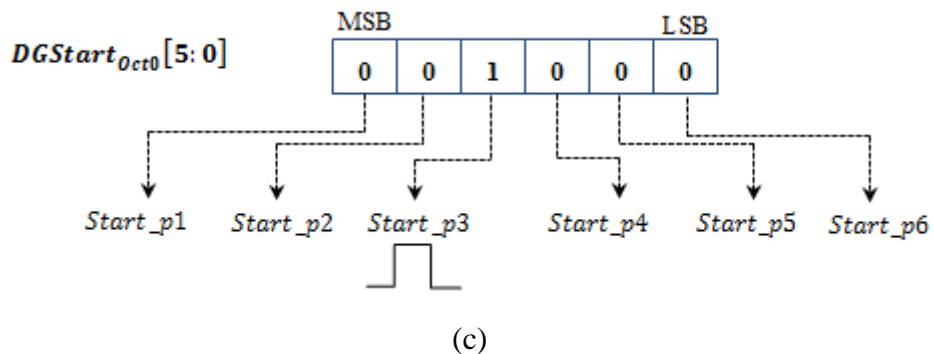 MSB LSB
DGStart_Oct0[5:0]
0 0 1 0 0 0
Start_p1 Start_p2 Start_p3 Start_p4 Start_p5 Start_p6
(c)